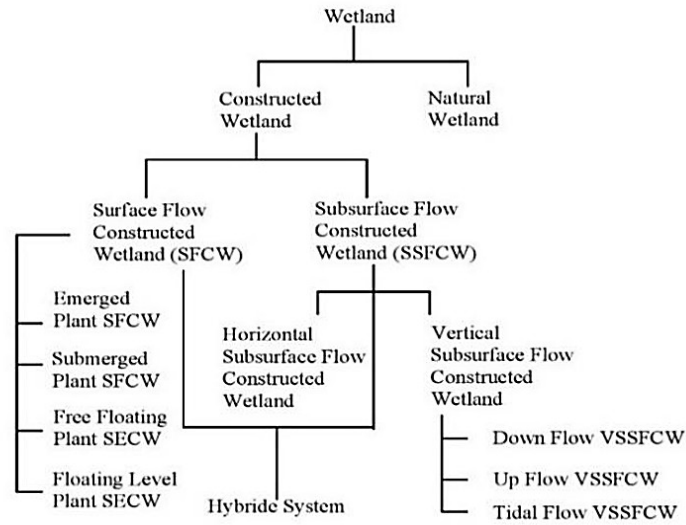 Wetland
Constructed
Wetland
Natural
Wetland
Surface Flow
Constructed
Wetland (SFCW)
Subsurface Flow
Constructed
Wetland (SSFCW)
Emerged
Plant SFCW
Submerged
Plant SFCW
Free Floating
Plant SECW
Floating Level
Plant SECW
Horizontal
Subsurface Flow
Constructed
Wetland
Vertical
Subsurface Flow
Constructed
Wetland
Down Flow VSSFCW
Up Flow VSSFCW
Tidal Flow VSSFCW
Hybride System